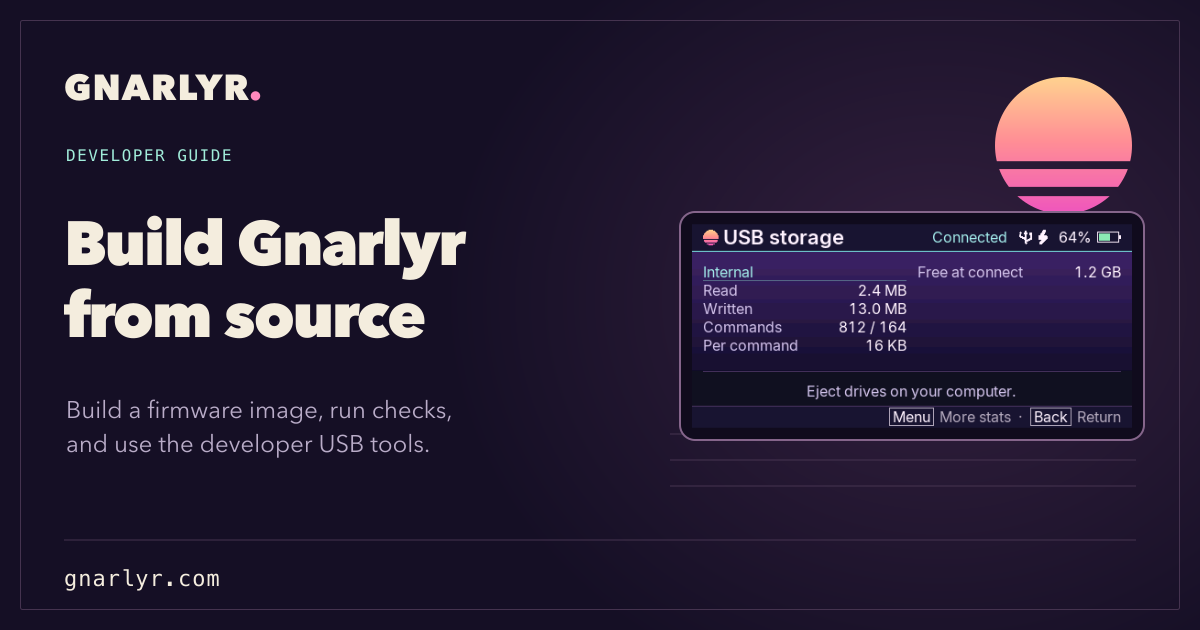 GNARLYR.
DEVELOPER GUIDE
Build Gnarlyr
from source
Build a firmware image, run checks,
and use the developer USB tools.
gnarlyr.com
USB storage Connected 64%
Internal Free at connect 1.2 GB
Read 2.4 MB
Written 13.0 MB
Commands 812 / 164
Per command 16 KB
Eject drives on your computer.
Menu More stats · Back Return